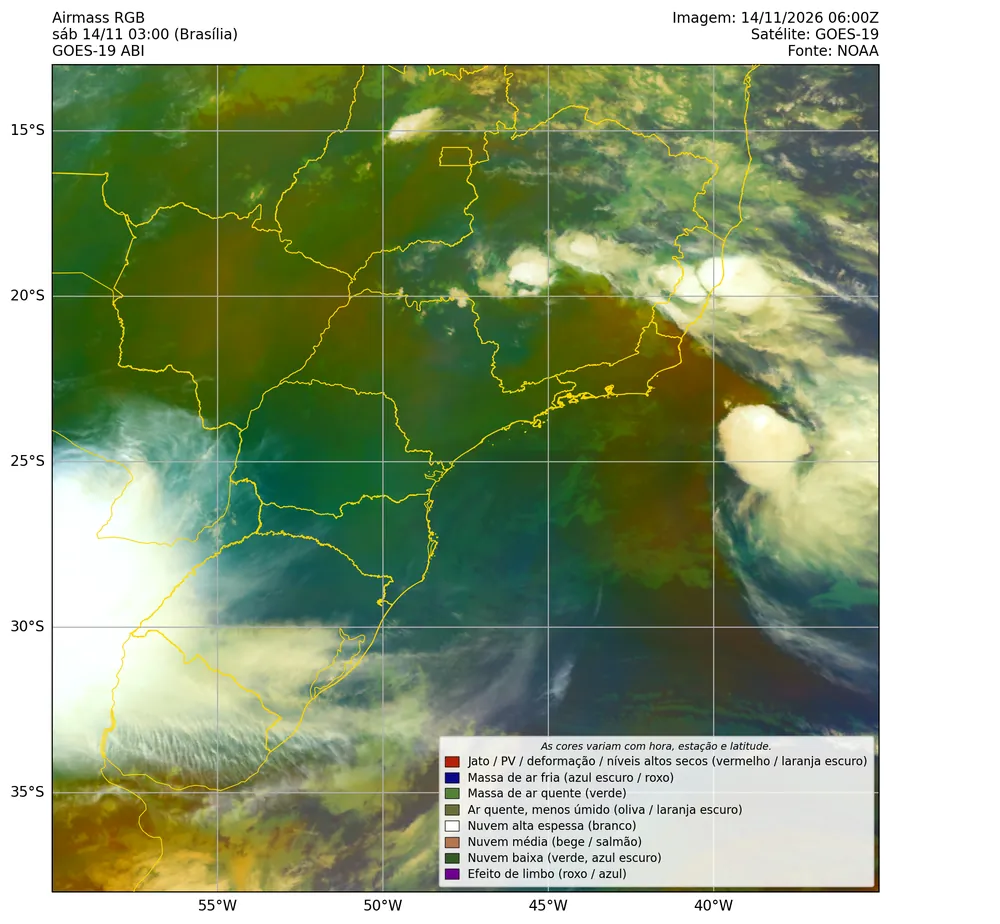 Airmass RGB
sáb 14/11 03:00 (Brasília)
GOES-19 ABI
Imagem: 14/11/2026 06:00Z
Satélite: GOES-19
Fonte: NOAA
15°S
20°S
25°S
30°S
35°S
55°W
50°W
45°W
40°W
As cores variam com hora, estação e latitude.
Jato / PV / deformação / níveis altos secos (vermelho / laranja escuro)
Massa de ar fria (azul escuro / roxo)
Massa de ar quente (verde)
Ar quente, menos úmido (oliva / laranja escuro)
Nuvem alta espessa (branco)
Nuvem média (bege / salmão)
Nuvem baixa (verde, azul escuro)
Efeito de limbo (roxo / azul)